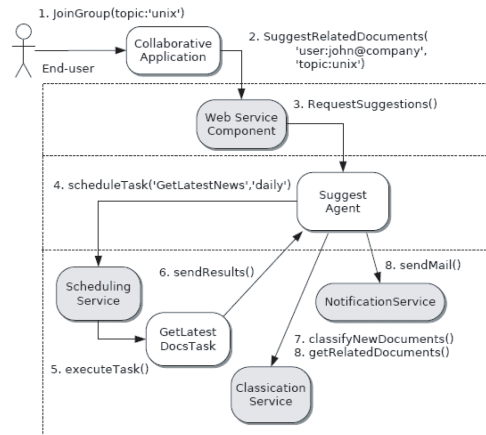 1. JoinGroup(topic:'unix')
End-user
Collaborative
Application
2. SuggestRelatedDocuments(
'user:john@company',
'topic:unix')
Web Service
Component
3. RequestSuggestions()
4. scheduleTask('GetLatestNews','daily')
Suggest
Agent
Scheduling
Service
6. sendResults()
8. sendMail()
NotificationService
GetLatest
DocsTask
5. executeTask()
7. classifyNewDocuments()
8. getRelatedDocuments()
Classication
Service